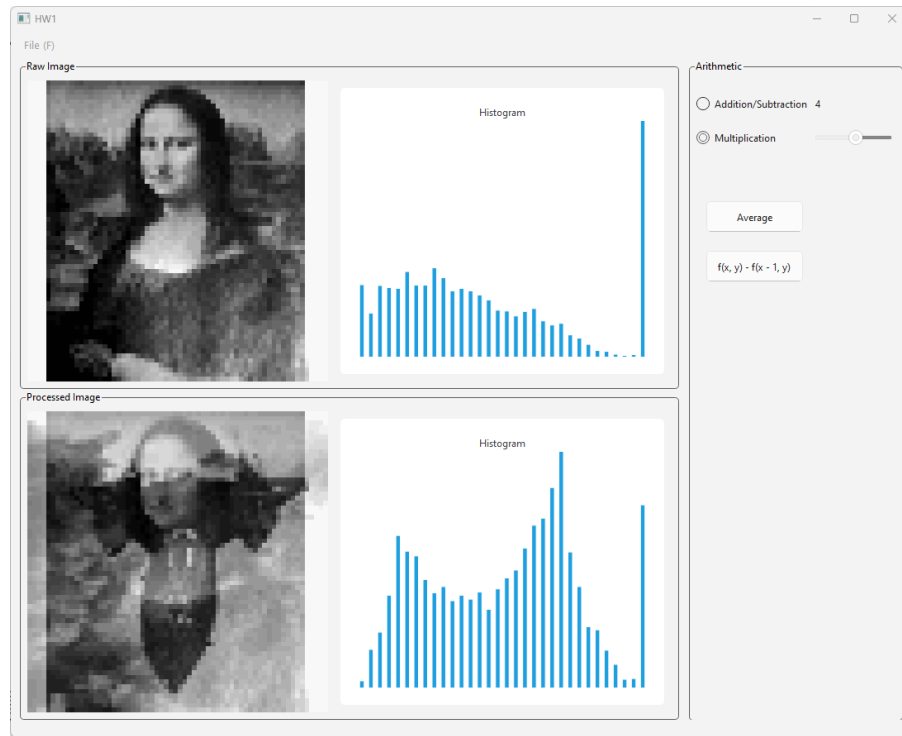 HW1
File (F)
Raw Image
Histogram
Arithmetic
Addition/Subtraction 4
Multiplication
Average
f(x, y) - f(x - 1, y)
Processed Image
Histogram